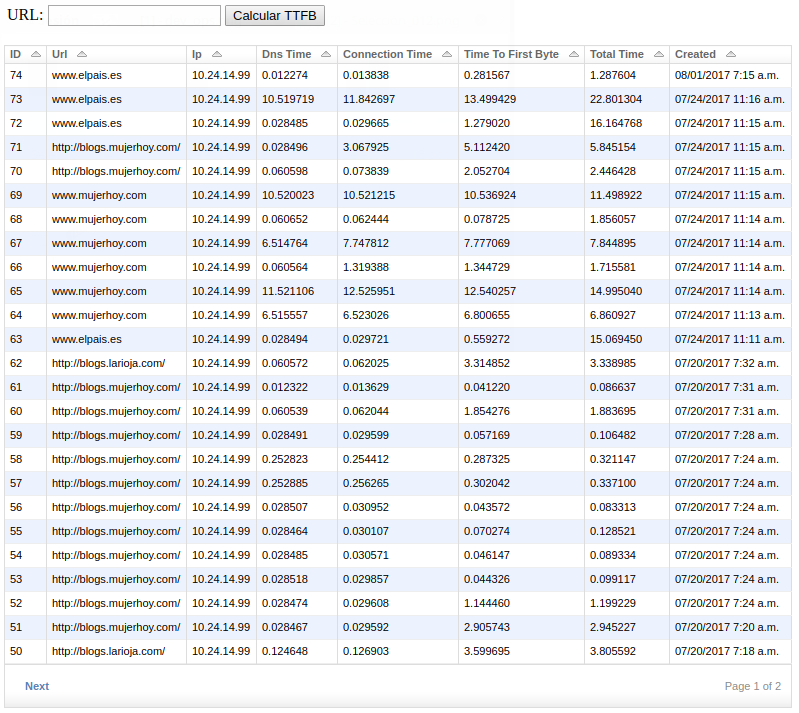 URL: Calcular TTFB
ID Url Ip Dns Time Connection Time Time To First Byte Total Time Created
74 www.elpais.es 10.24.14.99 0.012274 0.013838 0.281567 1.287604 08/01/2017 7:15 a.m.
73 www.elpais.es 10.24.14.99 10.519719 11.842697 13.499429 22.801304 07/24/2017 11:16 a.m.
72 www.elpais.es 10.24.14.99 0.028485 0.029665 1.279020 16.164768 07/24/2017 11:15 a.m.
71 http://blogs.mujerhoy.com/ 10.24.14.99 0.028496 3.067925 5.112420 5.845154 07/24/2017 11:15 a.m.
70 http://blogs.mujerhoy.com/ 10.24.14.99 0.060598 0.073839 2.052704 2.446428 07/24/2017 11:15 a.m.
69 www.mujerhoy.com 10.24.14.99 10.520023 10.521215 10.536924 11.498922 07/24/2017 11:15 a.m.
68 www.mujerhoy.com 10.24.14.99 0.060652 0.062444 0.078725 1.856057 07/24/2017 11:14 a.m.
67 www.mujerhoy.com 10.24.14.99 6.514764 7.747812 7.777069 7.844895 07/24/2017 11:14 a.m.
66 www.mujerhoy.com 10.24.14.99 0.060564 1.319388 1.344729 1.715581 07/24/2017 11:14 a.m.
65 www.mujerhoy.com 10.24.14.99 11.521106 12.525951 12.540257 14.995040 07/24/2017 11:14 a.m.
64 www.mujerhoy.com 10.24.14.99 6.515557 6.523026 6.800655 6.860927 07/24/2017 11:13 a.m.
63 www.elpais.es 10.24.14.99 0.028494 0.029721 0.559272 15.069450 07/24/2017 11:11 a.m.
62 http://blogs.larioja.com/ 10.24.14.99 0.060572 0.062025 3.314852 3.338985 07/20/2017 7:32 a.m.
61 http://blogs.mujerhoy.com/ 10.24.14.99 0.012322 0.013629 0.041220 0.086637 07/20/2017 7:31 a.m.
60 http://blogs.mujerhoy.com/ 10.24.14.99 0.060539 0.062044 1.854276 1.883695 07/20/2017 7:31 a.m.
59 http://blogs.mujerhoy.com/ 10.24.14.99 0.028491 0.029599 0.057169 0.106482 07/20/2017 7:28 a.m.
58 http://blogs.mujerhoy.com/ 10.24.14.99 0.252823 0.254412 0.287325 0.321147 07/20/2017 7:24 a.m.
57 http://blogs.mujerhoy.com/ 10.24.14.99 0.252885 0.256265 0.302042 0.337100 07/20/2017 7:24 a.m.
56 http://blogs.mujerhoy.com/ 10.24.14.99 0.028507 0.030952 0.043572 0.083313 07/20/2017 7:24 a.m.
55 http://blogs.mujerhoy.com/ 10.24.14.99 0.028464 0.030107 0.070274 0.128521 07/20/2017 7:24 a.m.
54 http://blogs.mujerhoy.com/ 10.24.14.99 0.028485 0.030571 0.046147 0.089334 07/20/2017 7:24 a.m.
53 http://blogs.mujerhoy.com/ 10.24.14.99 0.028518 0.029857 0.044326 0.099117 07/20/2017 7:24 a.m.
52 http://blogs.mujerhoy.com/ 10.24.14.99 0.028474 0.029608 1.144460 1.199229 07/20/2017 7:24 a.m.
51 http://blogs.mujerhoy.com/ 10.24.14.99 0.028467 0.029592 2.905743 2.945227 07/20/2017 7:20 a.m.
50 http://blogs.larioja.com/ 10.24.14.99 0.124648 0.126903 3.599695 3.805592 07/20/2017 7:18 a.m.
Next Page 1 of 2